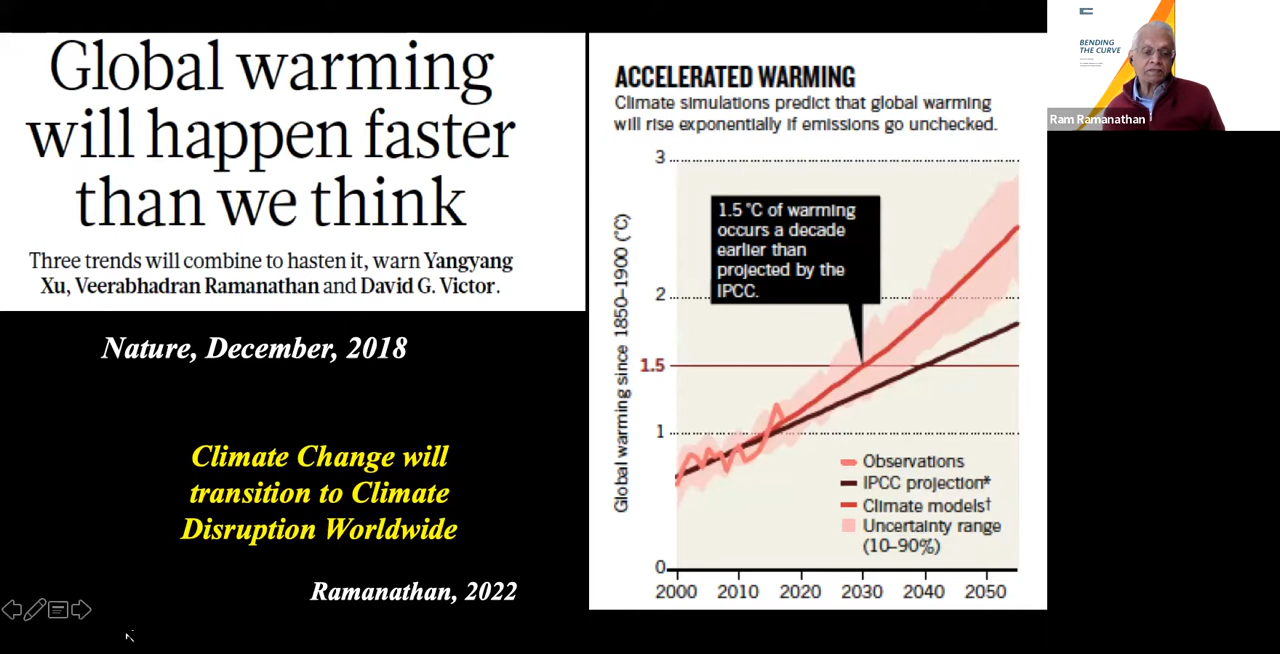 Global warming
will happen faster
than we think
Three trends will combine to hasten it, warn Yangyang
Xu, Veerabhadran Ramanathan and David G. Victor.
Nature, December, 2018
Climate Change will
transition to Climate
Disruption Worldwide
Ramanathan, 2022
ACCELERATED WARMING
Climate simulations predict that global warming
will rise exponentially if emissions go unchecked.
Global warming since 1850–1900 (°C)
3
2
1.5
1
0
1.5 °C of warming
occurs a decade
earlier than
projected by the
IPCC.
Observations
IPCC projection*
Climate models†
Uncertainty range
(10–90%)
2000 2010 2020 2030 2040 2050
BENDING
THE CURVE
Ram Ramanathan